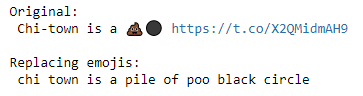 Original:
Chi-town is a 💩⚫ https://t.co/X2QMidmAH9
Replacing emojis:
chi town is a pile of poo black circle